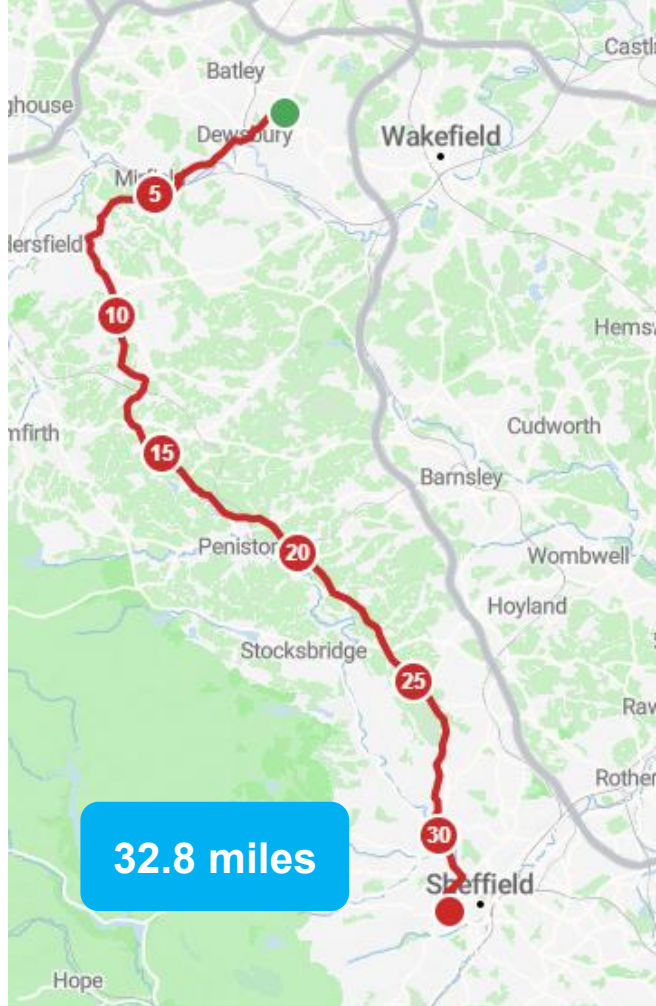 Castl
Batley
ghouse
Dewsbury
Wakefield
Mirfiel
5
dersfield
10
Hems
mfirth
Cudworth
15
Barnsley
Peniston
20
Wombwell
Hoyland
Stocksbridge
25
Raw
Rother
30
32.8 miles
Sheffield
Hope